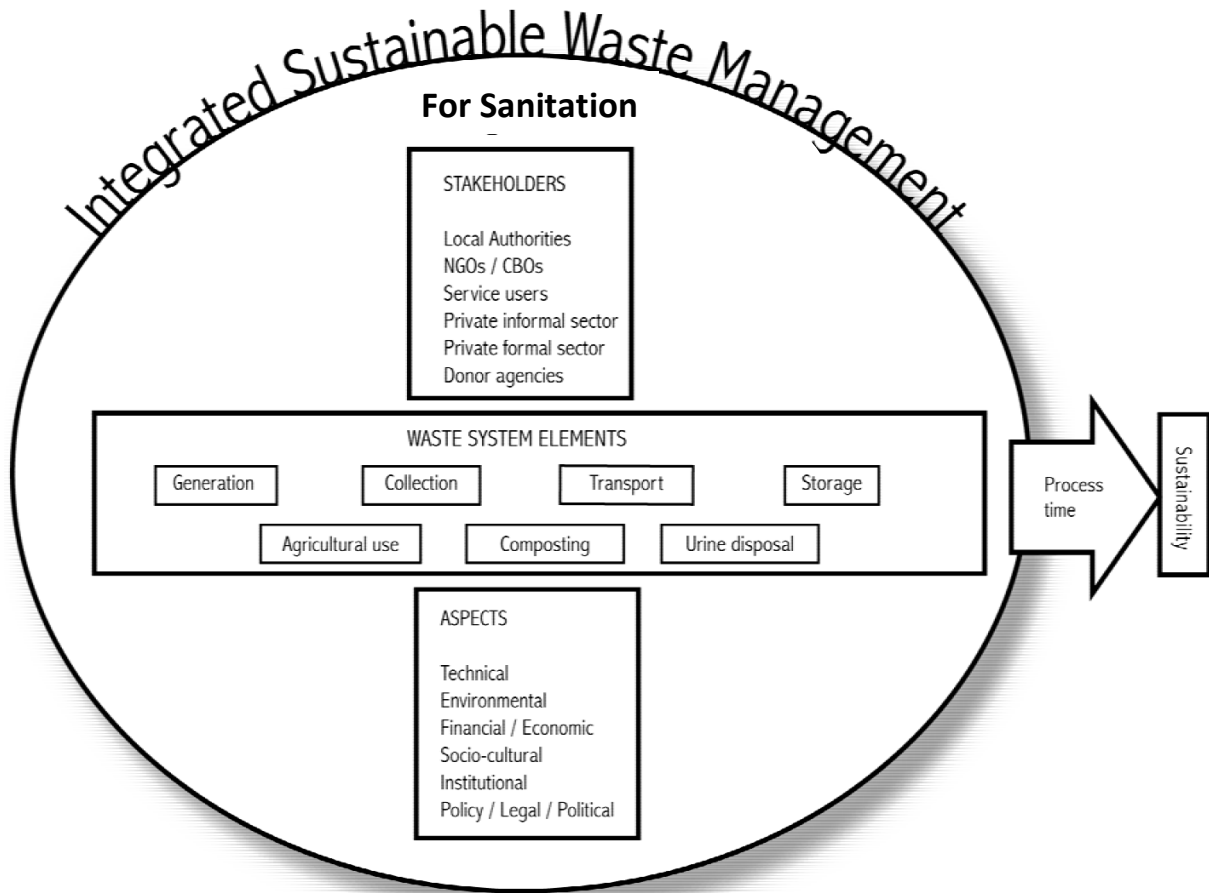 Integrated Sustainable Waste Management
For Sanitation
STAKEHOLDERS
Local Authorities
NGOs / CBOs
Service users
Private informal sector
Private formal sector
Donor agencies
WASTE SYSTEM ELEMENTS
Generation
Collection
Transport
Storage
Agricultural use
Composting
Urine disposal
Process
time
Sustainability
ASPECTS
Technical
Environmental
Financial / Economic
Socio-cultural
Institutional
Policy / Legal / Political